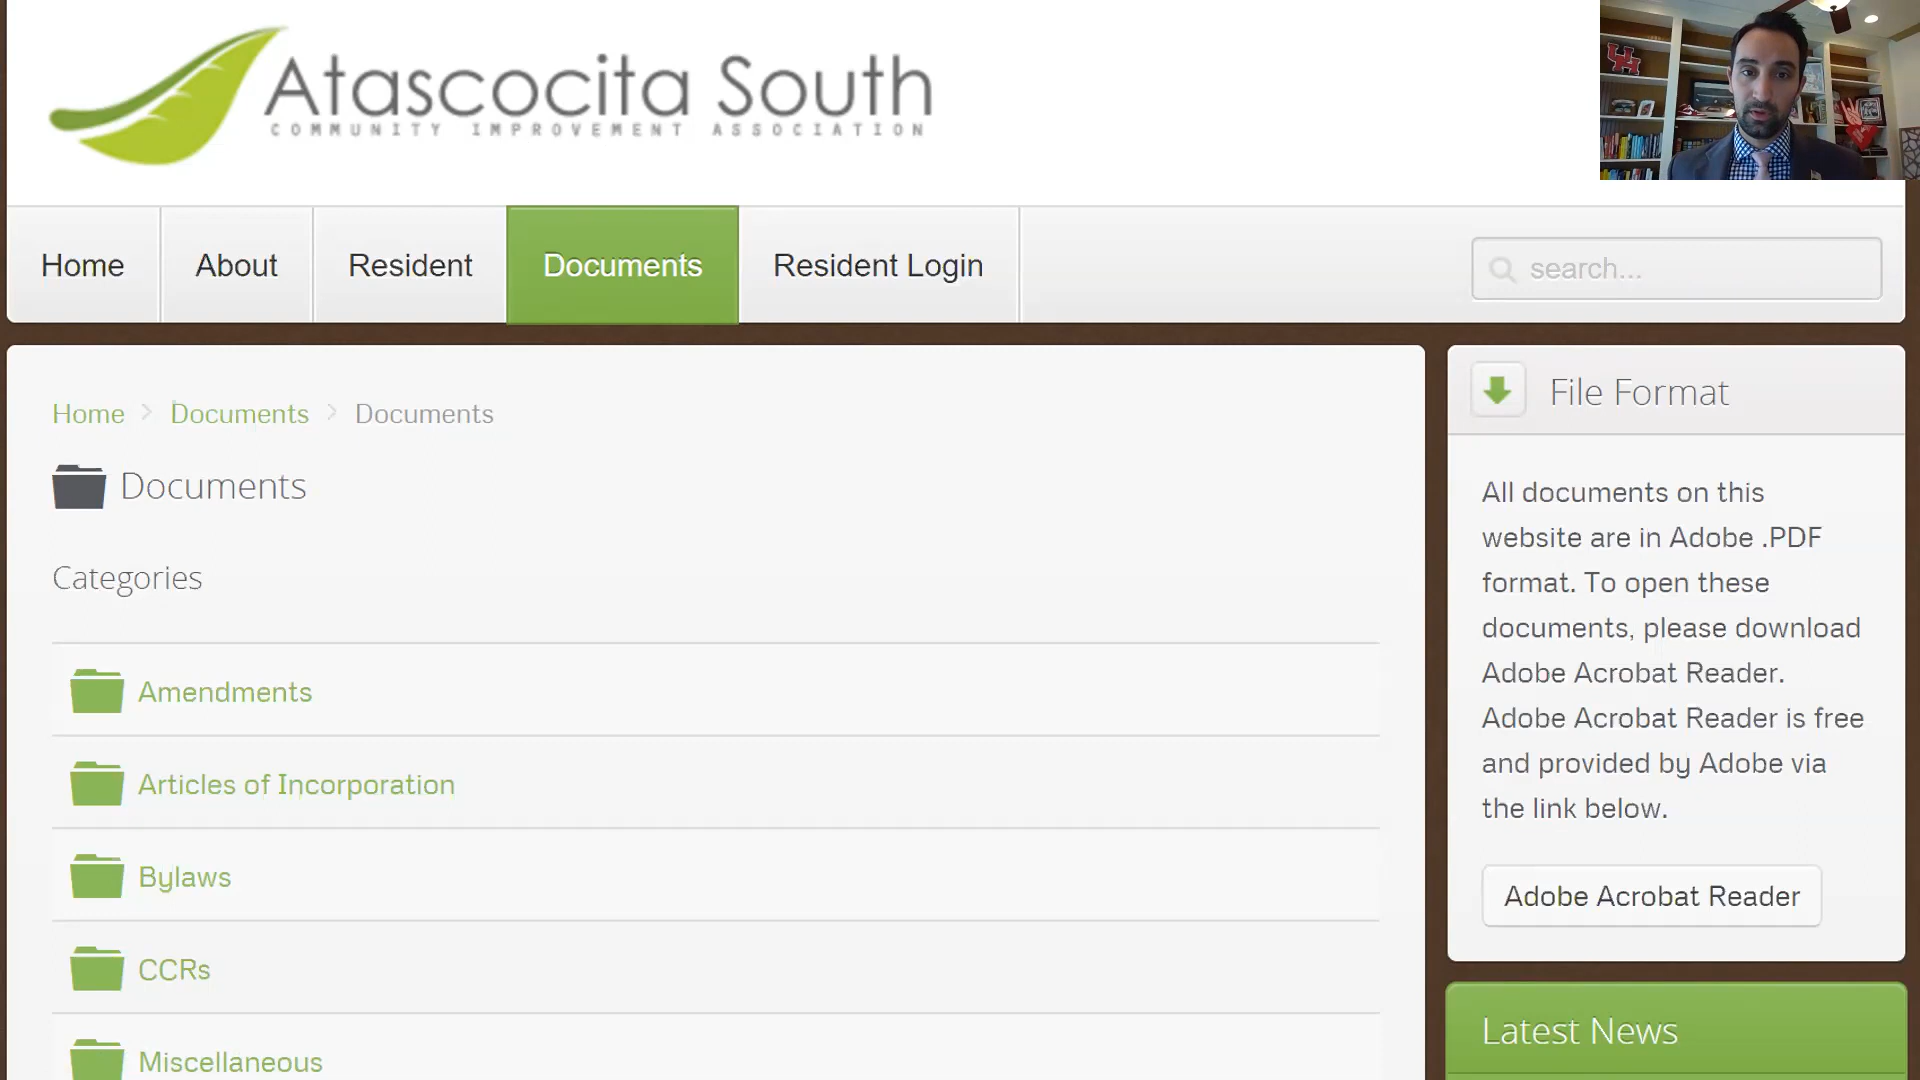 Atascocita South
COMMUNITY IMPROVEMENT ASSOCIATION
Home
About
Resident
Documents
Resident Login
search...
Home
Documents
Documents
Documents
Categories
Amendments
Articles of Incorporation
Bylaws
CCRs
Miscellaneous
File Format
All documents on this
website are in Adobe .PDF
format. To open these
documents, please download
Adobe Acrobat Reader.
Adobe Acrobat Reader is free
and provided by Adobe via
the link below.
Adobe Acrobat Reader
Latest News